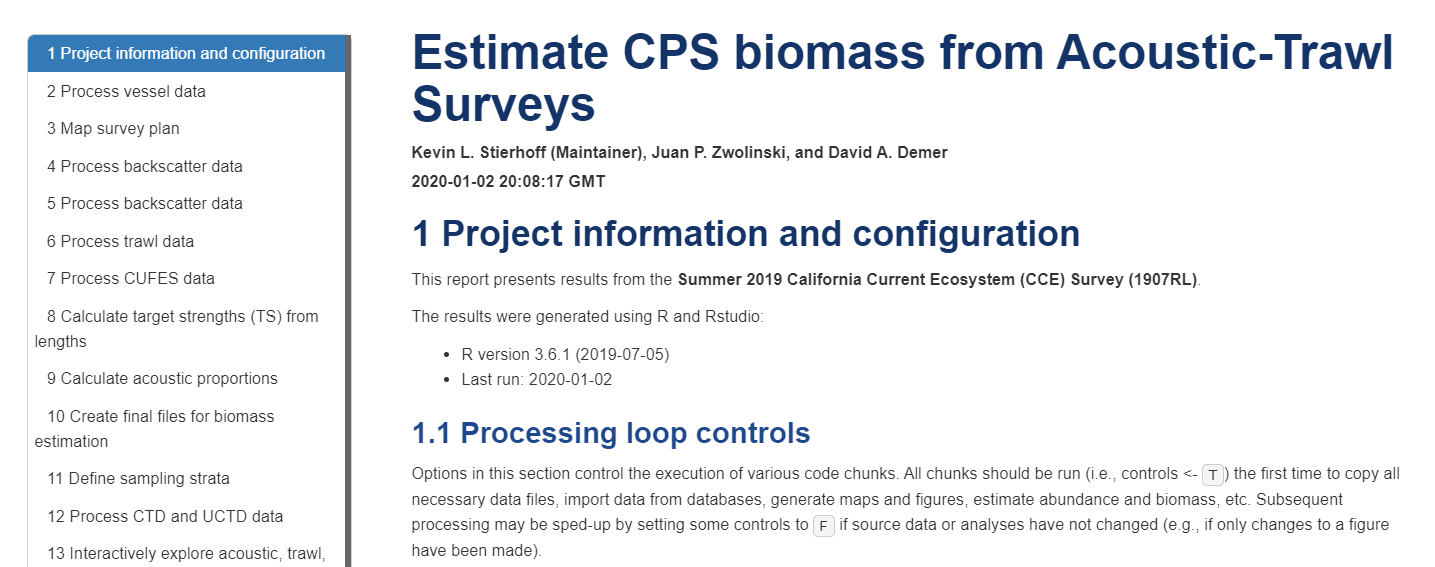 1 Project information and configuration
2 Process vessel data
3 Map survey plan
4 Process backscatter data
5 Process backscatter data
6 Process trawl data
7 Process CUFES data
8 Calculate target strengths (TS) from
lengths
9 Calculate acoustic proportions
10 Create final files for biomass
estimation
11 Define sampling strata
12 Process CTD and UCTD data
13 Interactively explore acoustic, trawl,
Estimate CPS biomass from Acoustic-Trawl
Surveys
Kevin L. Stierhoff (Maintainer), Juan P. Zwolinski, and David A. Demer
2020-01-02 20:08:17 GMT
1 Project information and configuration
This report presents results from the Summer 2019 California Current Ecosystem (CCE) Survey (1907RL).
The results were generated using R and Rstudio:
• R version 3.6.1 (2019-07-05)
• Last run: 2020-01-02
1.1 Processing loop controls
Options in this section control the execution of various code chunks. All chunks should be run (i.e., controls <- T) the first time to copy all
necessary data files, import data from databases, generate maps and figures, estimate abundance and biomass, etc. Subsequent
processing may be sped-up by setting some controls to F if source data or analyses have not changed (e.g., if only changes to a figure
have been made).